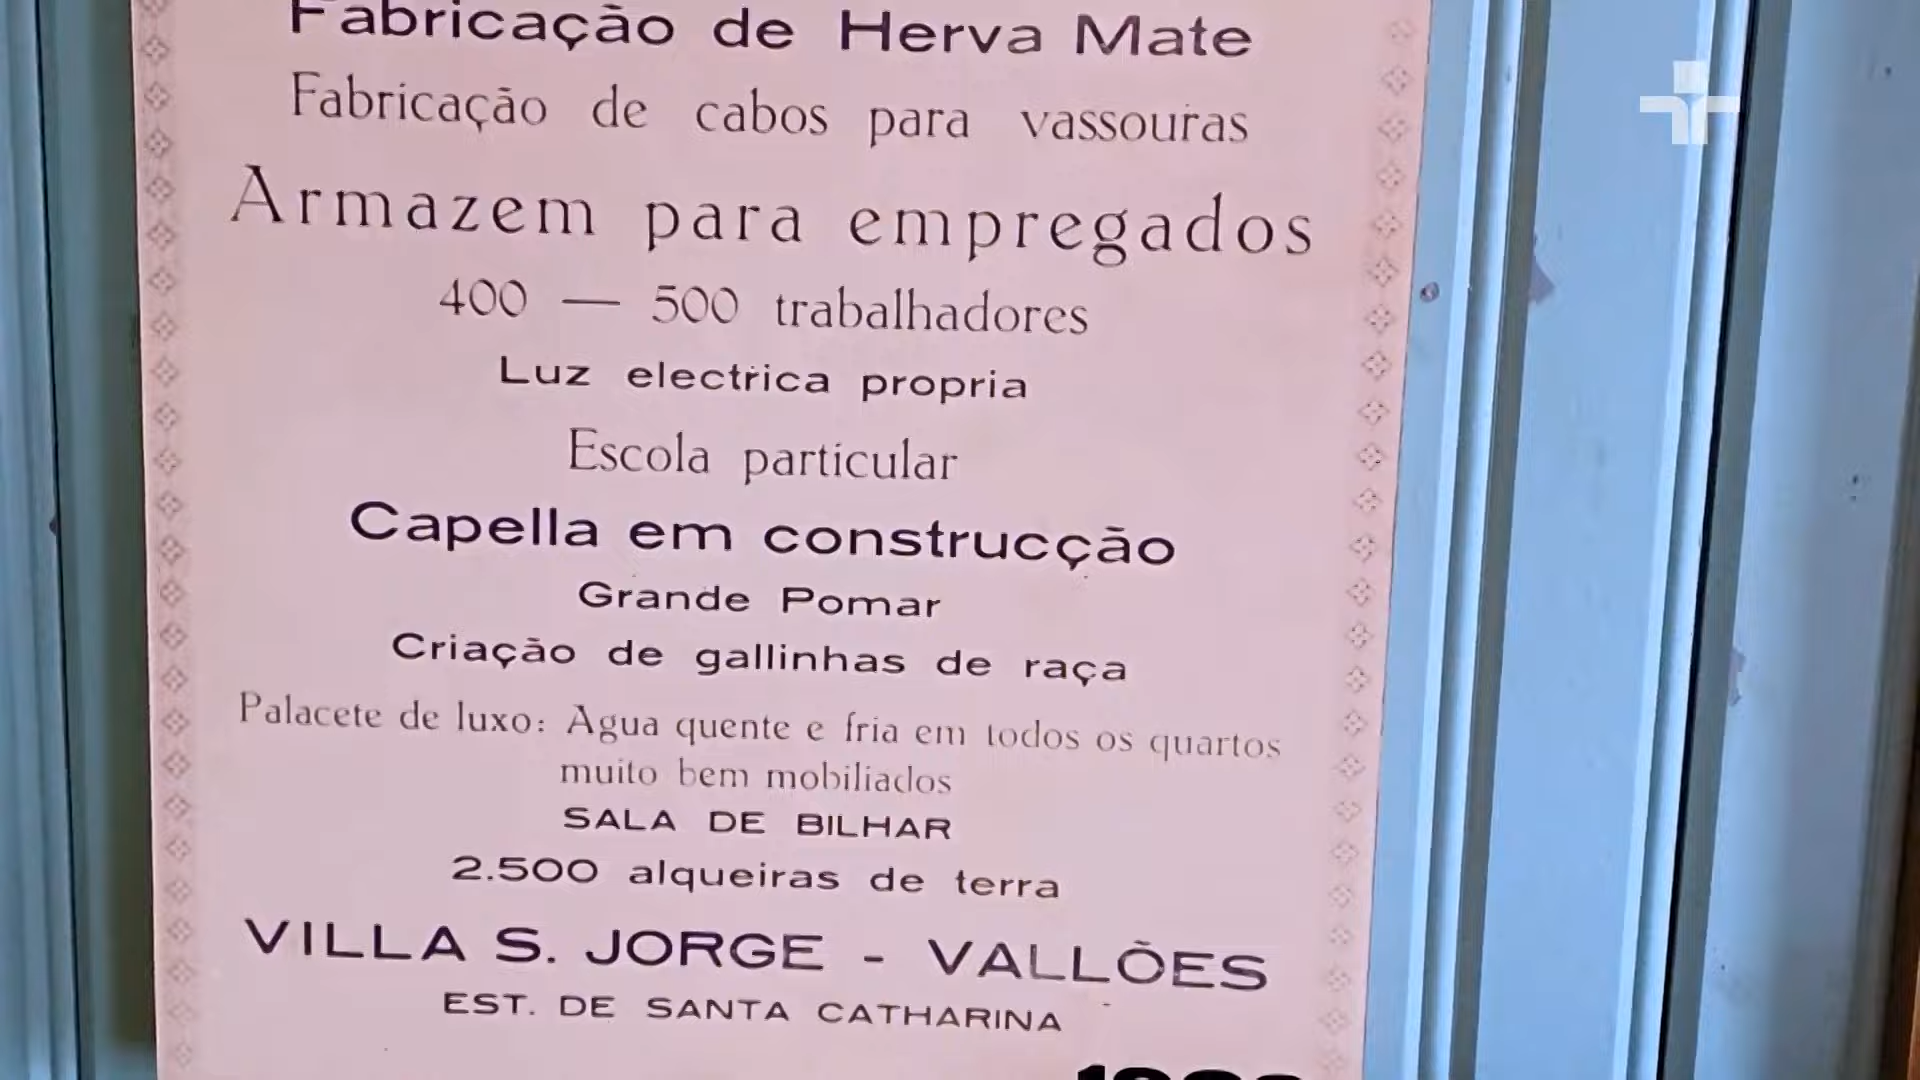 Fabricação de Herva Mate
Fabricação de cabos para vassouras
Armazem para empregados
400 — 500 trabalhadores
Luz electrica propria
Escola particular
Capella em construcção
Grande Pomar
Criação de gallinhas de raça
Palacete de luxo: Agua quente e fria em todos os quartos
muito bem mobiliados
SALA DE BILHAR
2.500 alqueiras de terra
VILLA S. JORGE - VALLÕES
EST. DE SANTA CATHARINA